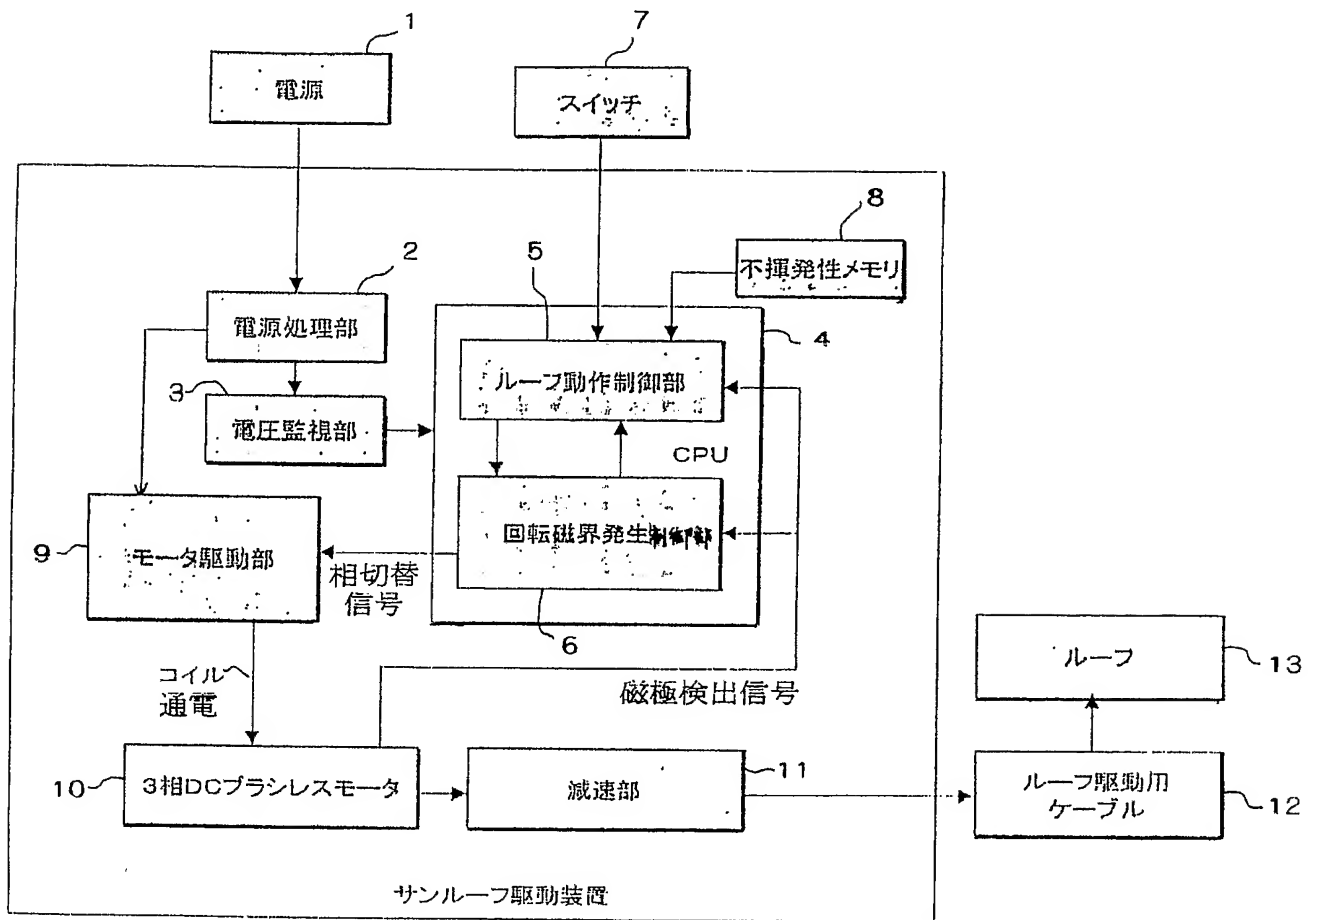 1
7
電源
スイッチ
8
2
5
不揮発性メモリ
電源処理部
4
ルーフ動作制御部
3
電圧監視部
CPU
回転磁界発生制御部
9
モータ駆動部
相切替
信号
6
ルーフ
13
コイル
通電
磁極検出信号
10
3相DCブラシレスモータ
減速部
11
ルーフ駆動用
ケーブル
12
サンルーフ駆動装置